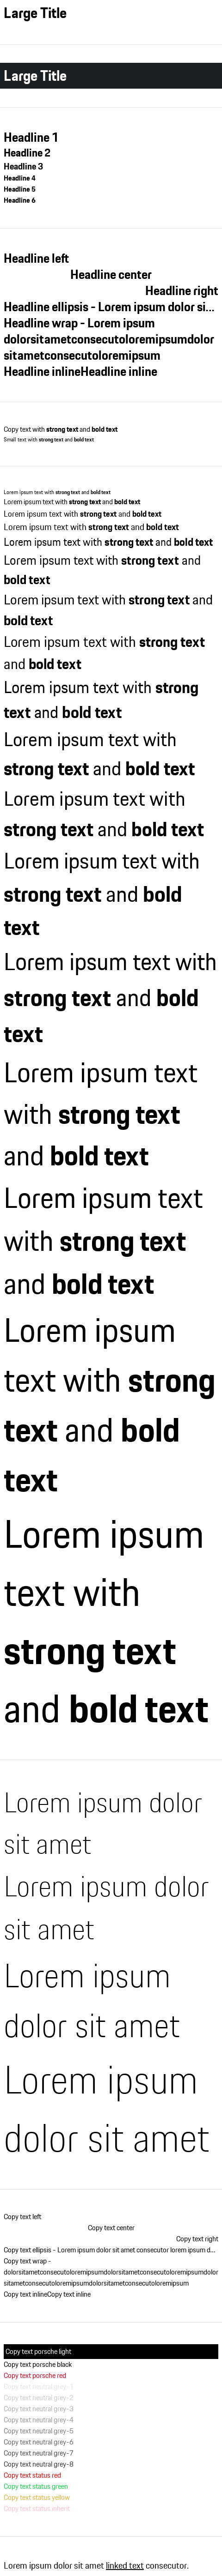 Large Title
Large Title
Headline 1
Headline 2
Headline 3
Headline 4
Headline 5
Headline 6
Headline left
Headline center
Headline right
Headline ellipsis - Lorem ipsum dolor si...
Headline wrap - Lorem ipsum
dolorsitametconsecutoloremipsumdolor
sitametconsecutoloremipsum
Headline inlineHeadline inline
Copy text with strong text and bold text
Small text with strong text and bold text
Lorem ipsum text with strong text and bold text
Lorem ipsum text with strong text and bold text
Lorem ipsum text with strong text and bold text
Lorem ipsum text with strong text and bold text
Lorem ipsum text with strong text and bold text
Lorem ipsum text with strong text and
bold text
Lorem ipsum text with strong text and
bold text
Lorem ipsum text with strong text
and bold text
Lorem ipsum text with strong
text and bold text
Lorem ipsum text with
strong text and bold text
Lorem ipsum text with
strong text and bold text
Lorem ipsum text with
strong text and bold
text
Lorem ipsum text with
strong text and bold
text
Lorem ipsum text
with strong text
and bold text
Lorem ipsum text
with strong text
and bold text
Lorem ipsum
text with strong
text and bold
text
Lorem ipsum
text with
strong text
and bold text
Lorem ipsum dolor
sit amet
Lorem ipsum dolor
sit amet
Lorem ipsum
dolor sit amet
Lorem ipsum
dolor sit amet
Copy text left
Copy text center
Copy text right
Copy text ellipsis - Lorem ipsum dolor sit amet consecutor lorem ipsum d...
Copy text wrap -
dolorsitametconsecutoloremipsumdolorsitametconsecutoloremipsumdolor
sitametconsecutoloremipsumdolorsitametconsecutoloremipsum
Copy text inlineCopy text inline
Copy text porsche light
Copy text porsche black
Copy text porsche red
Copy text neutral grey-1
Copy text neutral grey-2
Copy text neutral grey-3
Copy text neutral grey-4
Copy text neutral grey-5
Copy text neutral grey-6
Copy text neutral grey-7
Copy text neutral grey-8
Copy text status red
Copy text status green
Copy text status yellow
Copy text status inherit
Lorem ipsum dolor sit amet linked text consecutor.